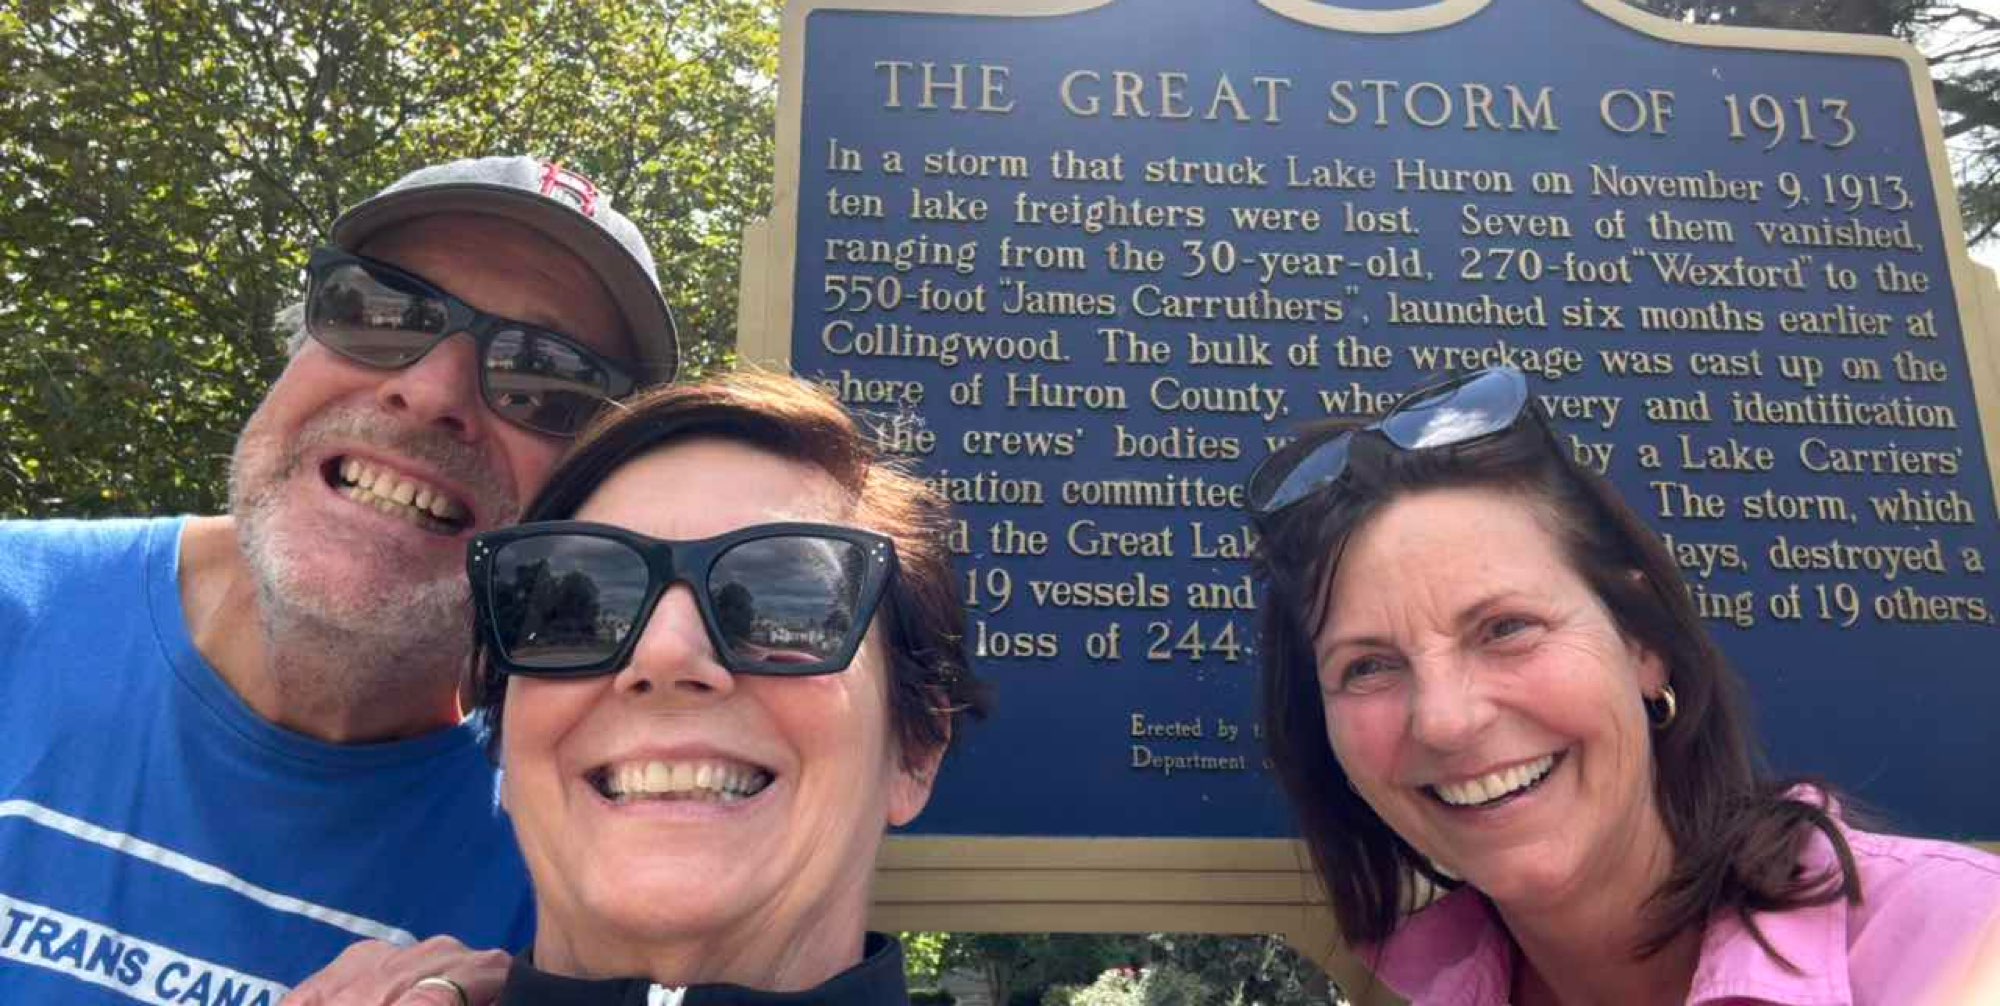 THE GREAT STORM OF 1913
In a storm that struck Lake Huron on November 9, 1913,
ten lake freighters were lost. Seven of them vanished,
ranging from the 30-year-old, 270-foot "Wexford" to the
550-foot "James Carruthers", launched six months earlier at
Collingwood. The bulk of the wreckage was cast up on the
shore of Huron County, very and identification
the crews' bodies by a Lake Carriers'
committee The storm, which
the Great destroyed a
19 vessels and ing of 19 others,
loss of 244.
Erected by
Department
B
TRANS CANA